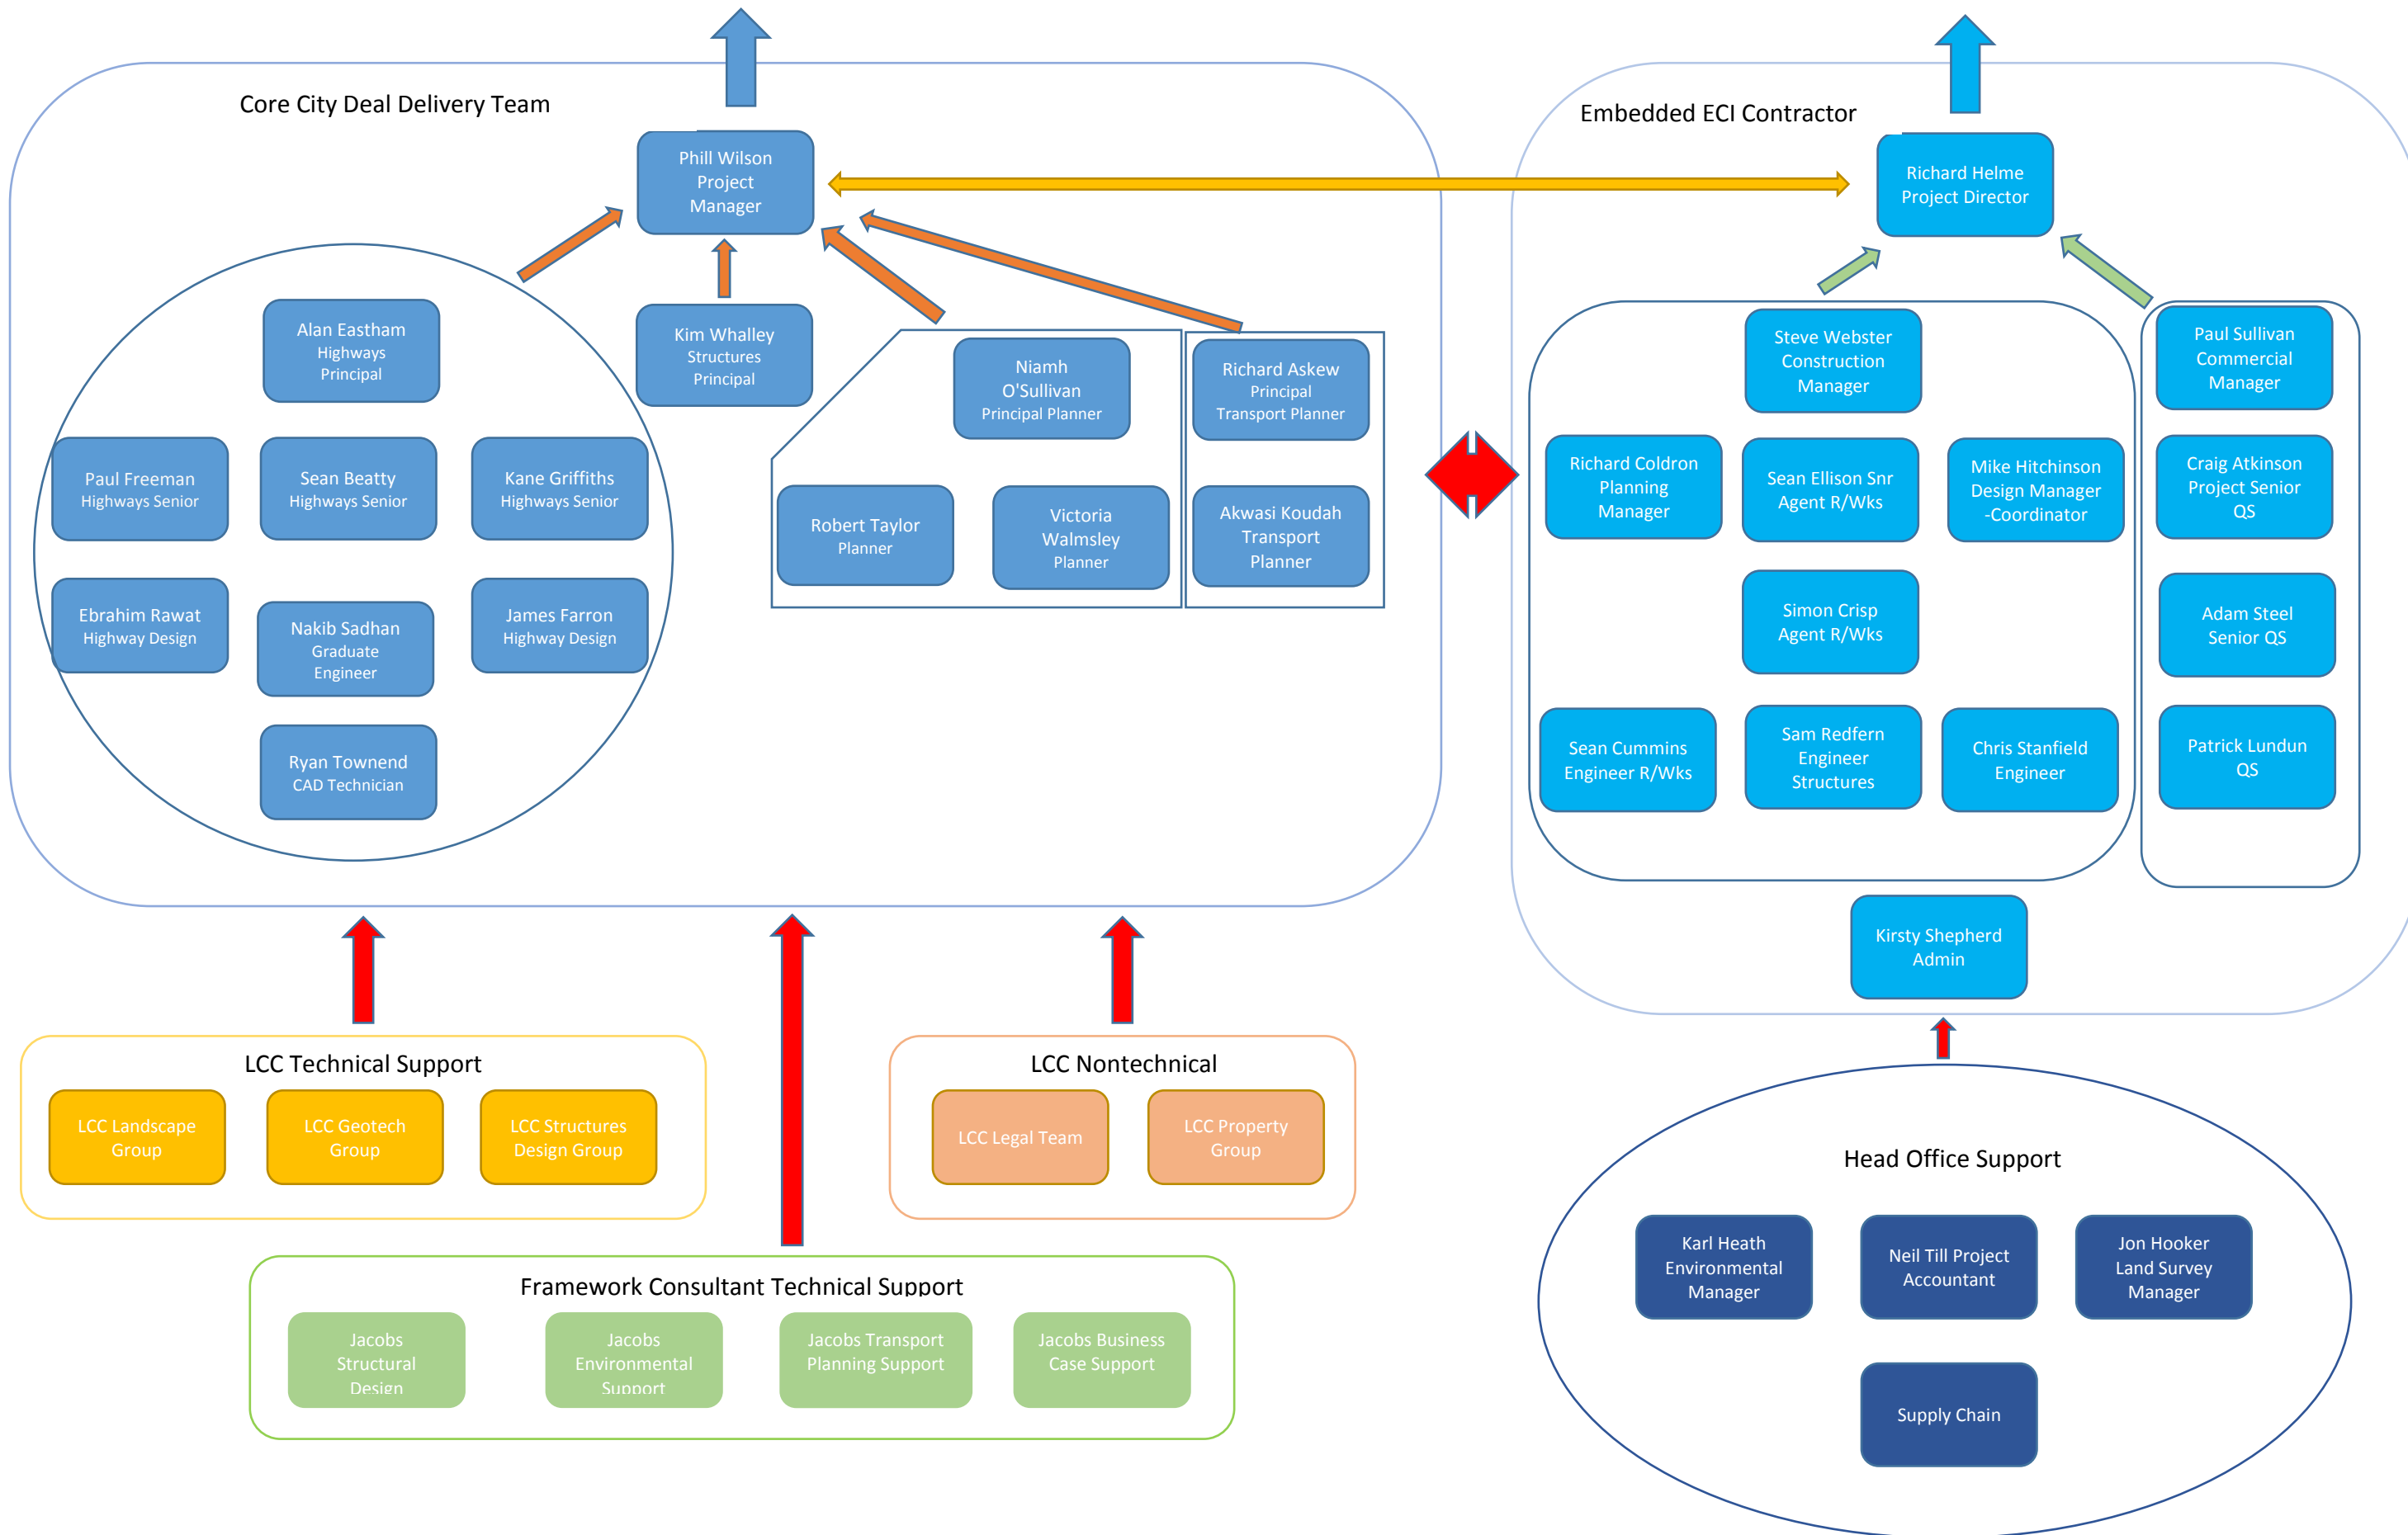 Core City Deal Delivery Team
Phill Wilson
Project
Manager
Alan Eastham
Highways
Principal
Kim Whalley
Structures
Principal
Niamh
O'Sullivan
Principal Planner
Richard Askew
Principal
Transport Planner
Paul Freeman
Highways Senior
Sean Beatty
Highways Senior
Kane Griffiths
Highways Senior
Robert Taylor
Planner
Victoria
Walmsley
Planner
Akwasi Koudah
Transport
Planner
Ebrahim Rawat
Highway Design
Nakib Sadhan
Graduate
Engineer
James Farron
Highway Design
Ryan Townend
CAD Technician
Embedded ECI Contractor
Richard Helme
Project Director
Steve Webster
Construction
Manager
Paul Sullivan
Commercial
Manager
Richard Coldron
Planning
Manager
Sean Ellison Snr
Agent R/Wks
Mike Hitchinson
Design Manager
-Coordinator
Craig Atkinson
Project Senior
QS
Simon Crisp
Agent R/Wks
Adam Steel
Senior QS
Sean Cummins
Engineer R/Wks
Sam Redfern
Engineer
Structures
Chris Stanfield
Engineer
Patrick Lundun
QS
Kirsty Shepherd
Admin
LCC Technical Support
LCC Landscape
Group
LCC Geotech
Group
LCC Structures
Design Group
LCC Nontechnical
LCC Legal Team
LCC Property
Group
Framework Consultant Technical Support
Jacobs
Structural
Design
Jacobs
Environmental
Support
Jacobs Transport
Planning Support
Jacobs Business
Case Support
Head Office Support
Karl Heath
Environmental
Manager
Neil Till Project
Accountant
Jon Hooker
Land Survey
Manager
Supply Chain